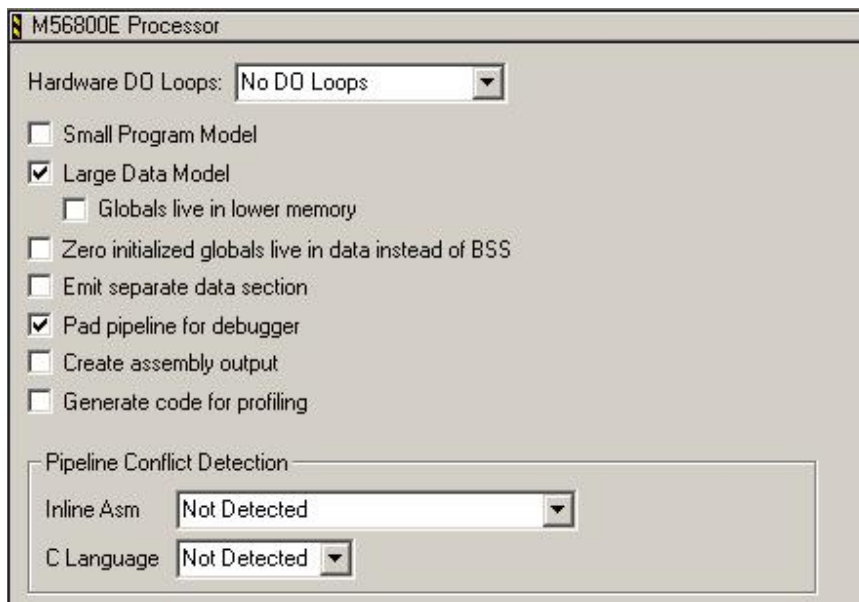 M56800E Processor
Hardware DO Loops: No DO Loops
Small Program Model
Large Data Model
Globals live in lower memory
Zero initialized globals live in data instead of BSS
Emit separate data section
Pad pipeline for debugger
Create assembly output
Generate code for profiling
Pipeline Conflict Detection
Inline Asm Not Detected
C Language Not Detected